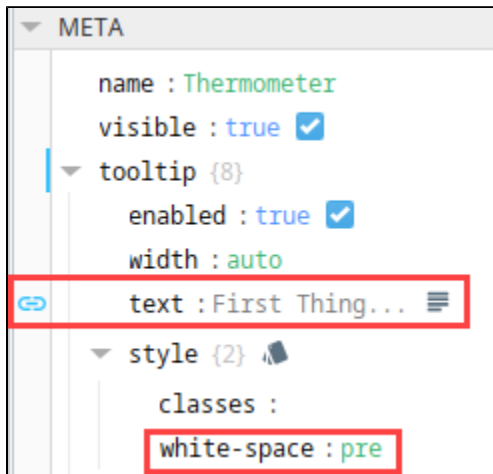 META
name : Thermometer
visible : true
tooltip {8}
enabled : true
width : auto
text : First Thing...
style {2}
classes :
white-space : pre